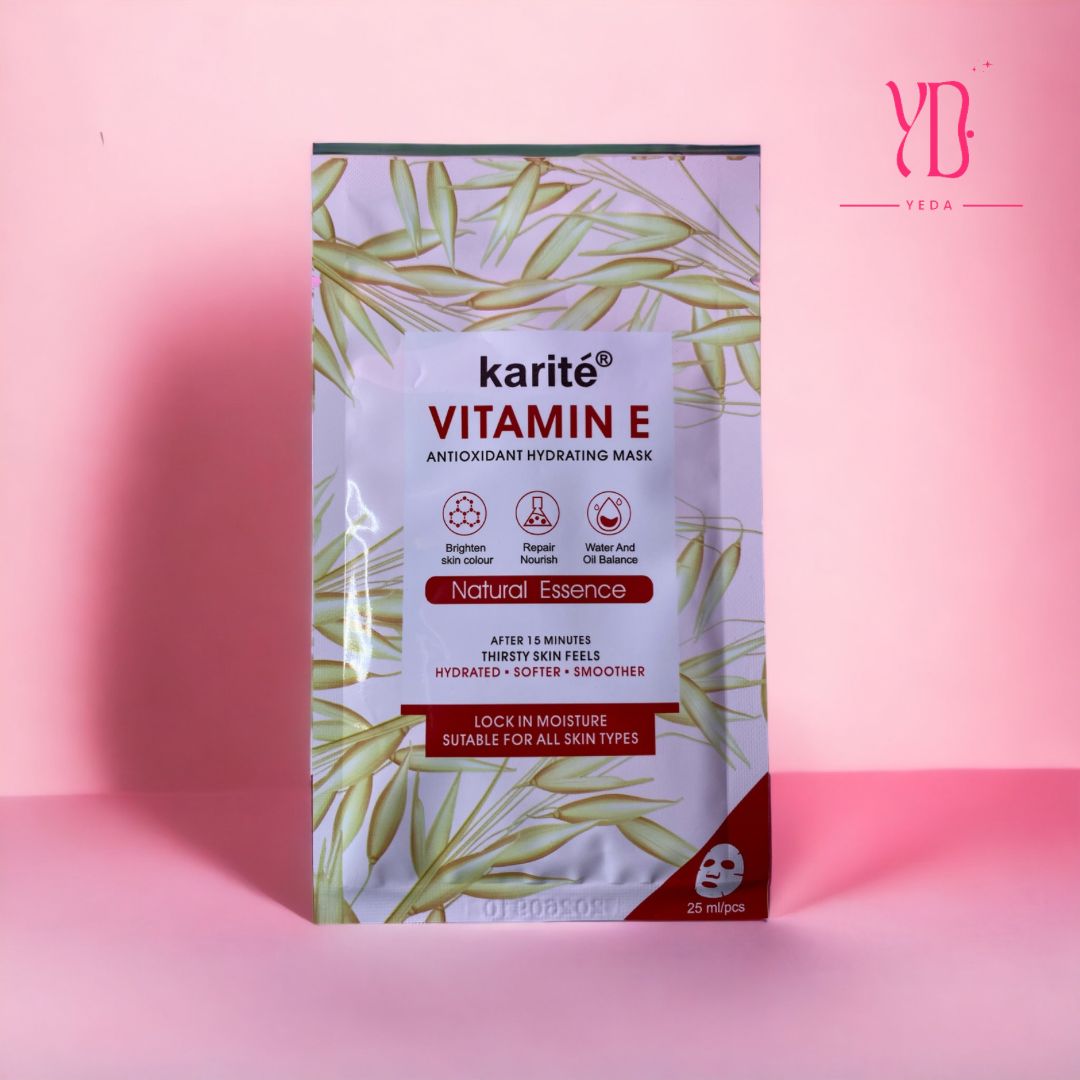 YD
YEDA
karité®
VITAMIN E
ANTIOXIDANT HYDRATING MASK
Brighten
skin colour
Repair
Nourish
Water And
Oil Balance
Natural Essence
AFTER 15 MINUTES
THIRSTY SKIN FEELS
HYDRATED ▪ SOFTER ▪ SMOOTHER
LOCK IN MOISTURE
SUTABLE FOR ALL SKIN TYPES
25 ml/pcs